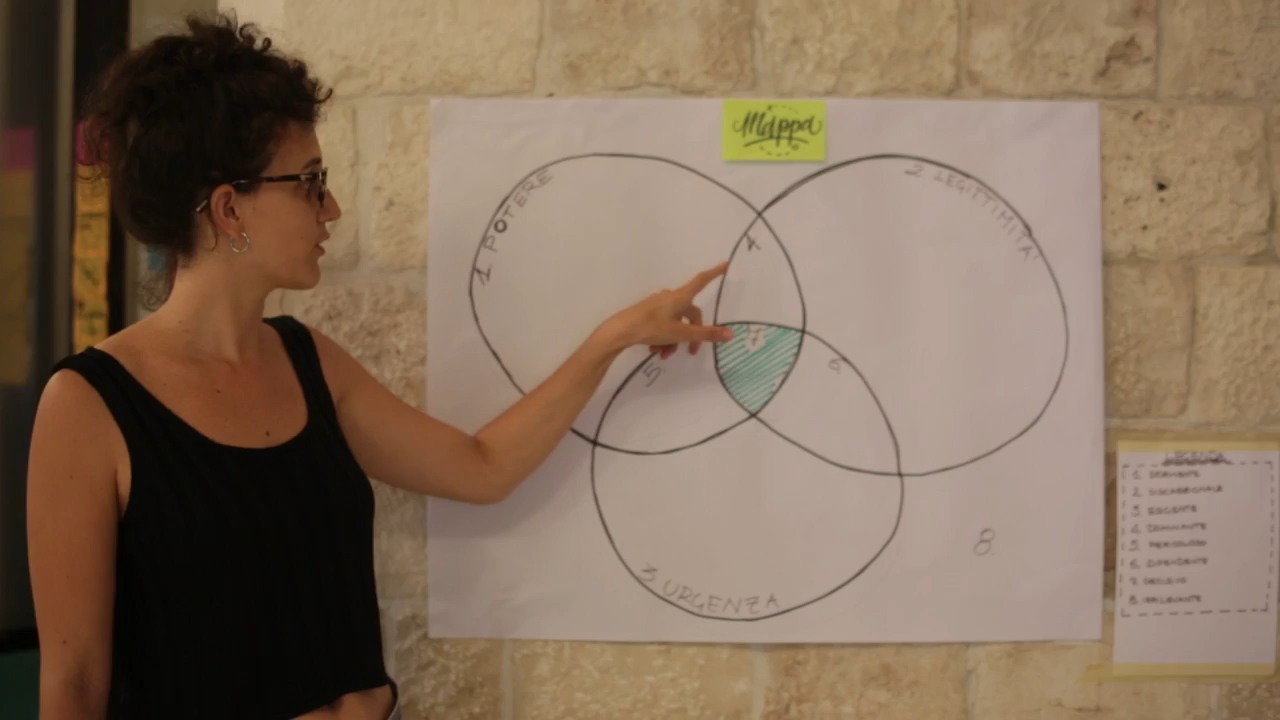 Mappa
1 POTERE
2 LEGITTIMITA'
4.
7
5.
6.
3 URGENZA
8.
LEGENDA
1. DORMIENTE
2. DISCREZIONALE
3. ESIGENTE
4. DOMINANTE
5. PERICOLOSO
6. DIPENDENTE
7. DECISIVO
8. IRRILEVANTE